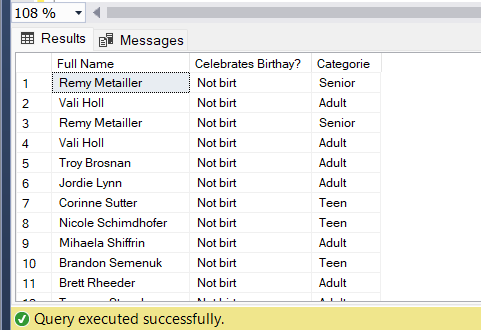 108 %
Results Messages
Full Name Celebrates Birthay? Categorie
1 Remy Metailler Not birt Senior
2 Vali Holl Not birt Adult
3 Remy Metailler Not birt Senior
4 Vali Holl Not birt Adult
5 Troy Brosnan Not birt Adult
6 Jordie Lynn Not birt Adult
7 Corinne Sutter Not birt Teen
8 Nicole Schimdhofer Not birt Teen
9 Mihaela Shiffrin Not birt Adult
10 Brandon Semenuk Not birt Teen
11 Brett Rheeder Not birt Adult
Query executed successfully.